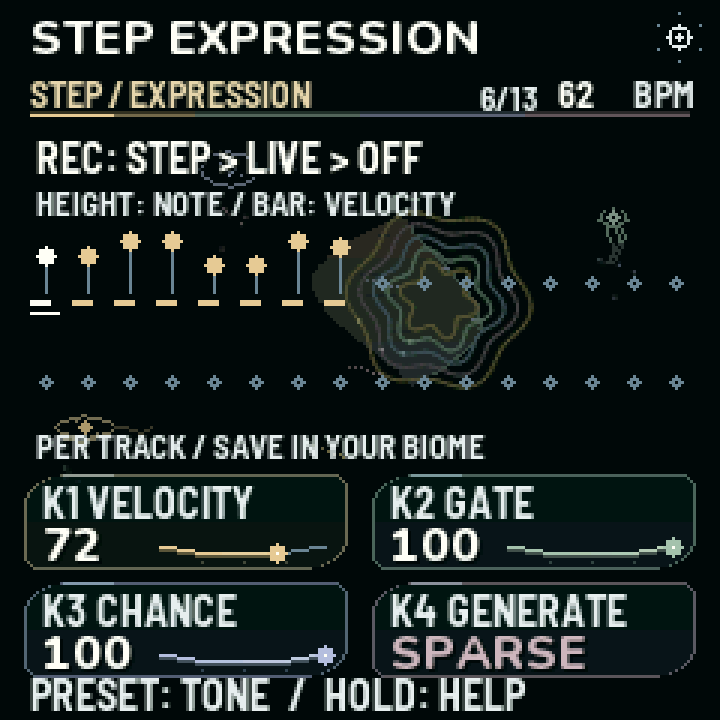 STEP EXPRESSION
STEP / EXPRESSION 6/13 62 BPM
REC: STEP > LIVE > OFF
HEIGHT: NOTE / BAR: VELOCITY
PER TRACK / SAVE IN YOUR BIOME
K1 VELOCITY
72
K2 GATE
100
K3 CHANCE
100
K4 GENERATE
SPARSE
PRESET: TONE / HOLD: HELP